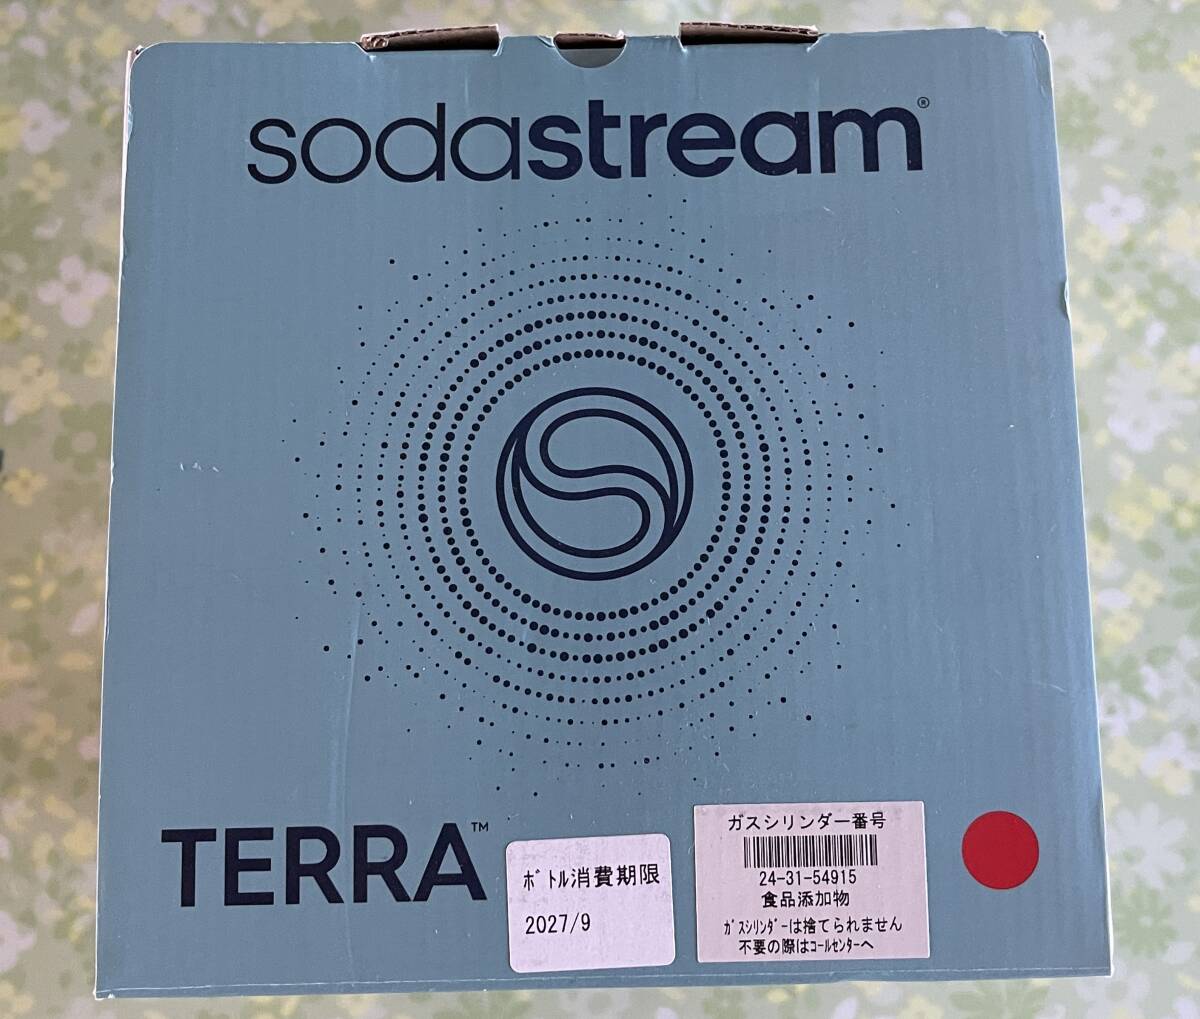 sodastream®
TERRA™
ﾎﾞﾄﾙ消費期限
2027/9
ガスシリンダー番号
24-31-54915
食品添加物
ｶﾞｽｼﾘﾝﾀﾞｰは捨てられません
不要の際はｺｰﾙｾﾝﾀｰへ